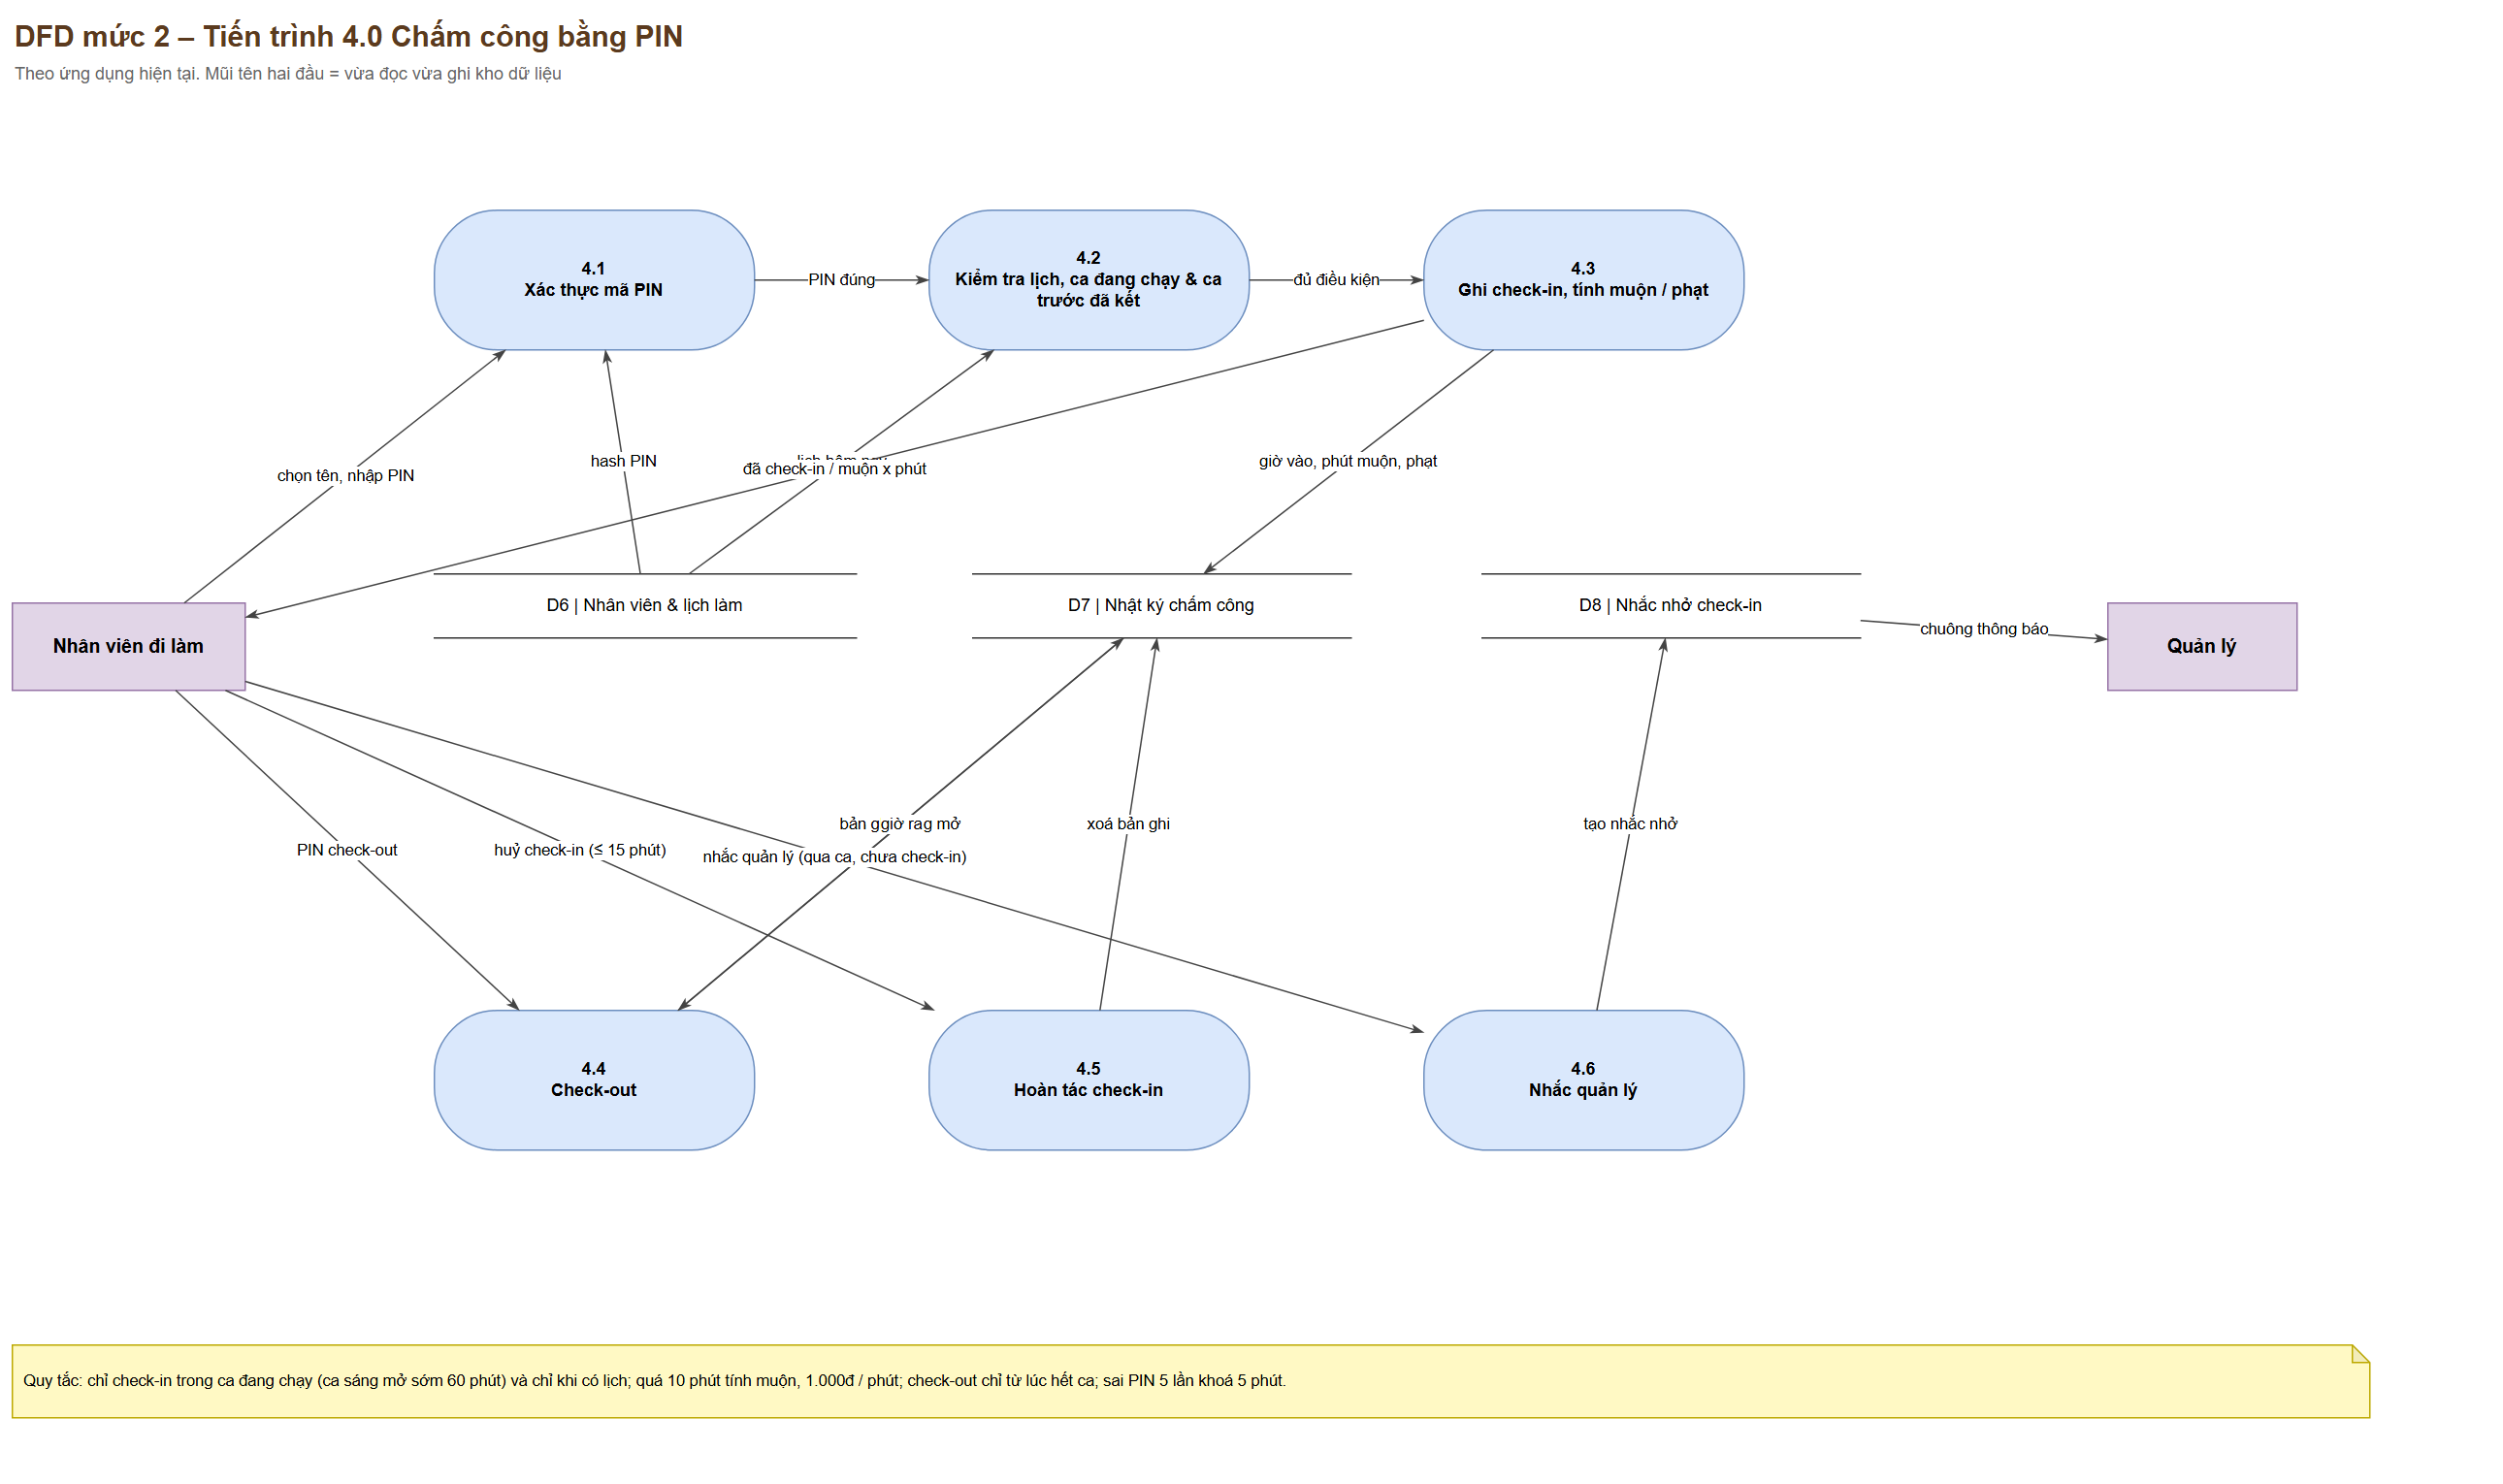 DFD mức 2 – Tiến trình 4.0 Chấm công bằng PIN
Theo ứng dụng hiện tại. Mũi tên hai đầu = vừa đọc vừa ghi kho dữ liệu
4.1
Xác thực mã PIN
PIN đúng
4.2
Kiểm tra lịch, ca đang chạy & ca
trước đã kết
đủ điều kiện
4.3
Ghi check-in, tính muộn / phạt
chọn tên, nhập PIN
hash PIN
đã check-in / muộn x phút
giờ vào, phút muộn, phạt
Nhân viên đi làm
D6 | Nhân viên & lịch làm
D7 | Nhật ký chấm công
D8 | Nhắc nhở check-in
chuông thông báo
Quản lý
PIN check-out
huỷ check-in (≤ 15 phút)
bản
mở
nhắc quản lý (qua ca, chưa check-in)
xoá bản ghi
tạo nhắc nhở
4.4
Check-out
4.5
Hoàn tác check-in
4.6
Nhắc quản lý
Quy tắc: chỉ check-in trong ca đang chạy (ca sáng mở sớm 60 phút) và chỉ khi có lịch; quá 10 phút tính muộn, 1.000đ / phút; check-out chỉ từ lúc hết ca; sai PIN 5 lần khoá 5 phút.